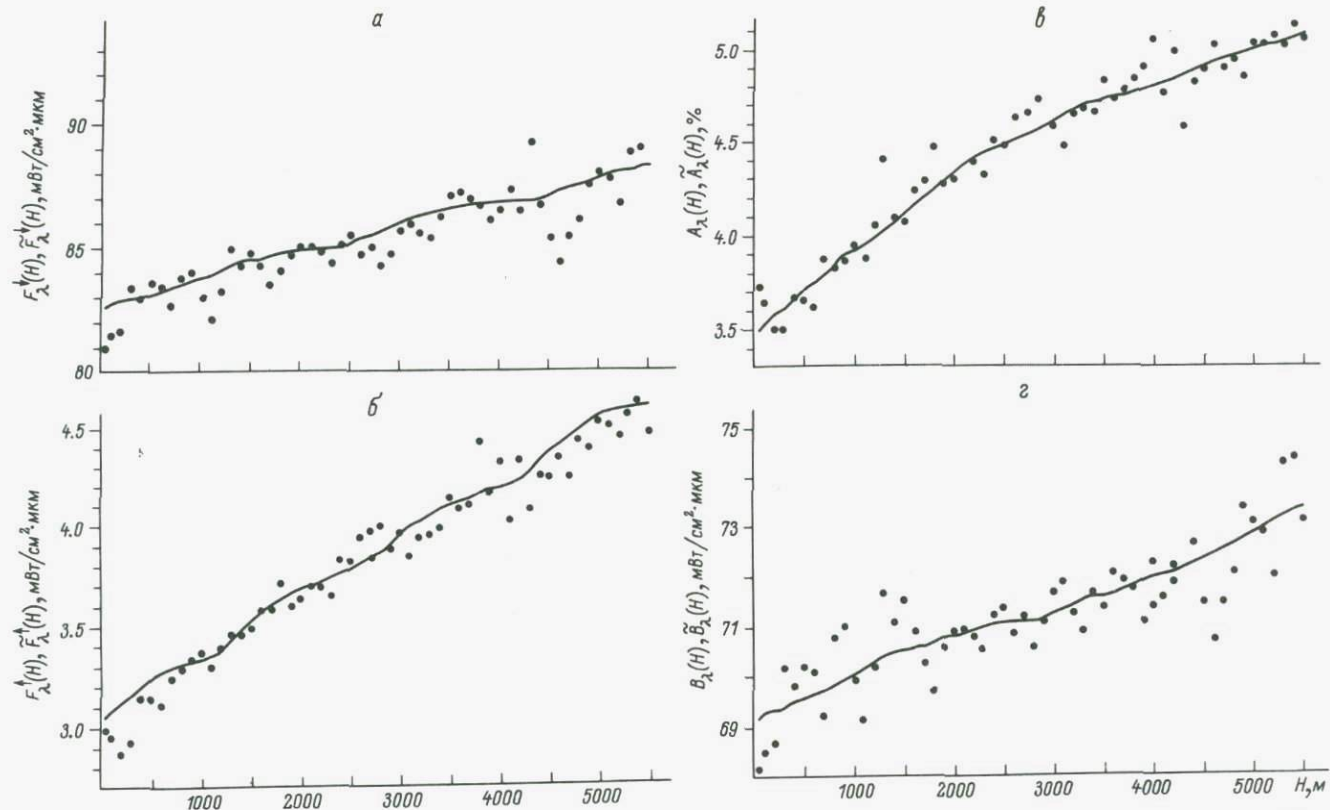 а
90
85
80
F↓λ(H), F̃↓λ(H), мВт/см²·мкм
в
5.0
4.5
4.0
3.5
Aλ(H), Ãλ(H), %
б
4.5
4.0
3.5
3.0
F↑λ(H), F̃↑λ(H), мВт/см²·мкм
1000 2000 3000 4000 5000
г
75
73
71
69
Bλ(H), B̃λ(H), мВт/см²·мкм
1000 2000 3000 4000 5000 H, м